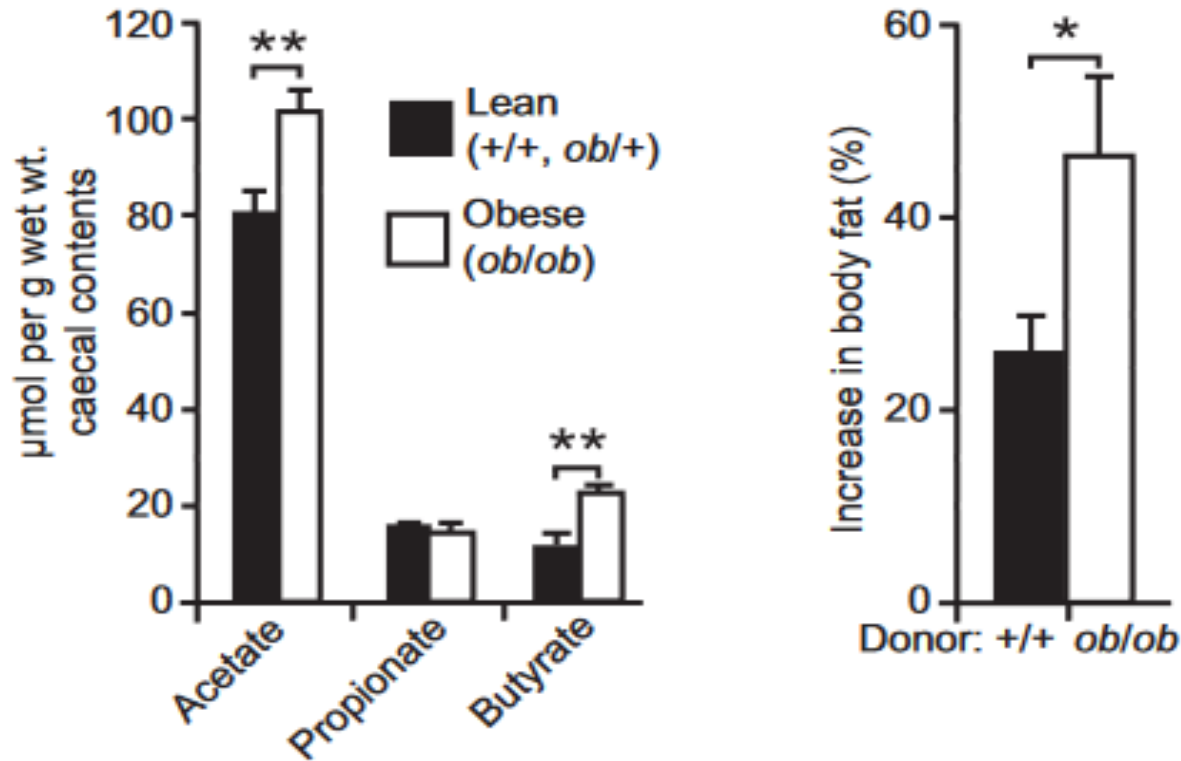 120
100
80
60
40
20
0
µmol per g wet wt.
caecal contents
**
**
Lean
(+/+, ob/+)
Obese
(ob/ob)
Acetate
Propionate
Butyrate
60
40
20
0
Increase in body fat (%)
*
Donor: +/+ ob/ob